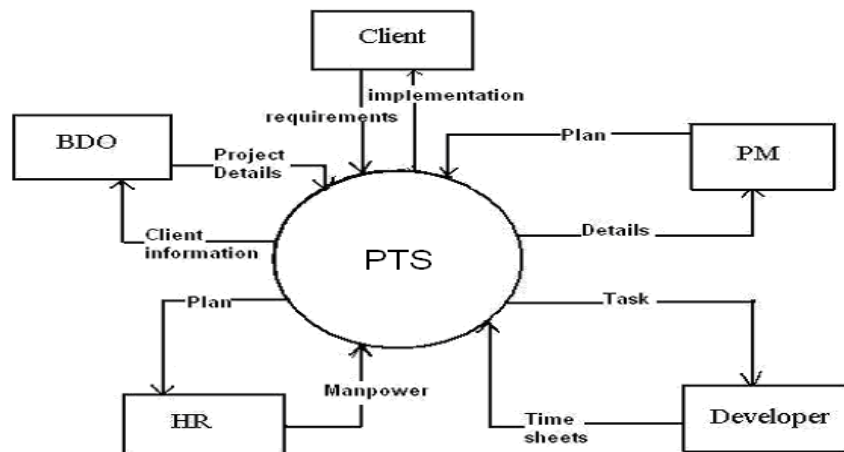 Client
requirements
implementation
BDO
Project
Details
Plan
PM
Client
information
PTS
Details
Plan
Task
HR
Manpower
Time
sheets
Developer